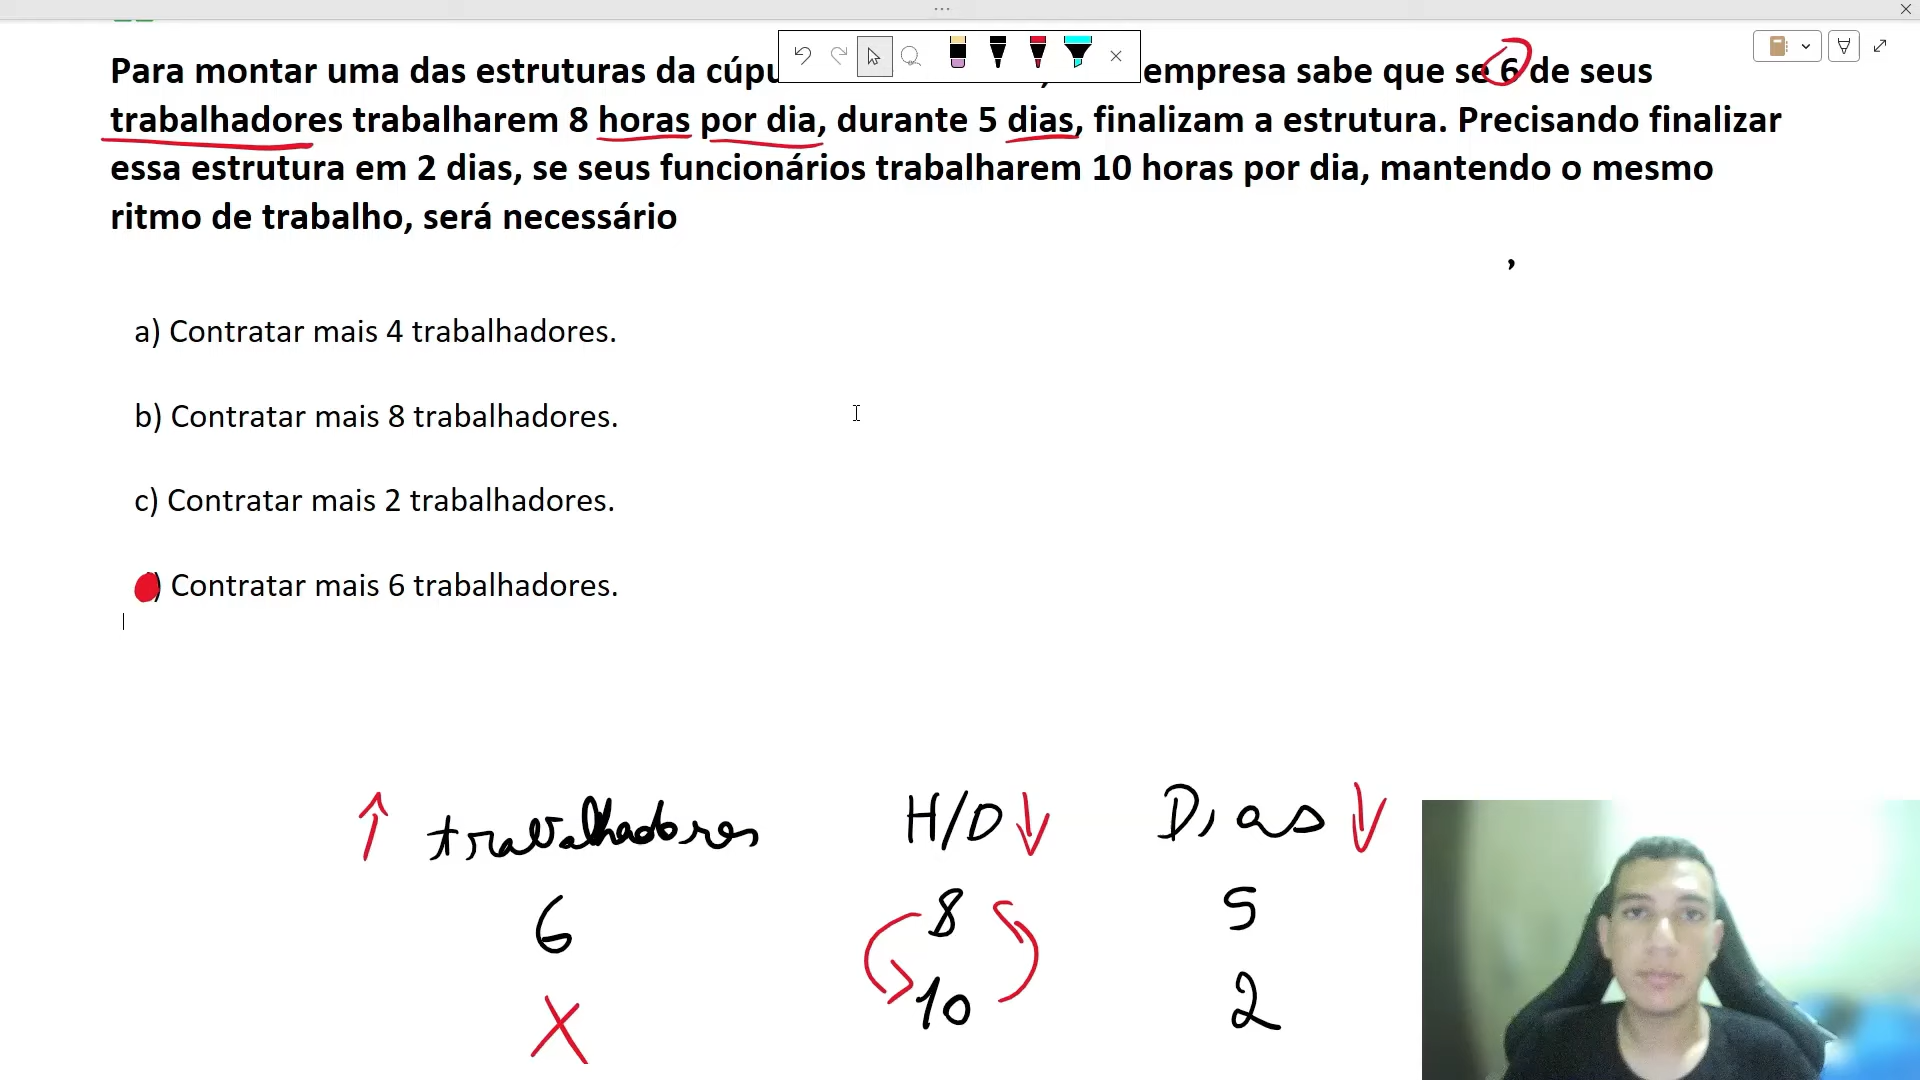 Para montar uma das estruturas da empresa sabe que se 6 de seus
trabalhadores trabalharem 8 horas por dia, durante 5 dias, finalizam a estrutura. Precisando finalizar
essa estrutura em 2 dias, se seus funcionários trabalharem 10 horas por dia, mantendo o mesmo
ritmo de trabalho, será necessário
a) Contratar mais 4 trabalhadores.
b) Contratar mais 8 trabalhadores.
c) Contratar mais 2 trabalhadores.
) Contratar mais 6 trabalhadores.
trabalhadores H/D Dias
6 8 5
X 10 2